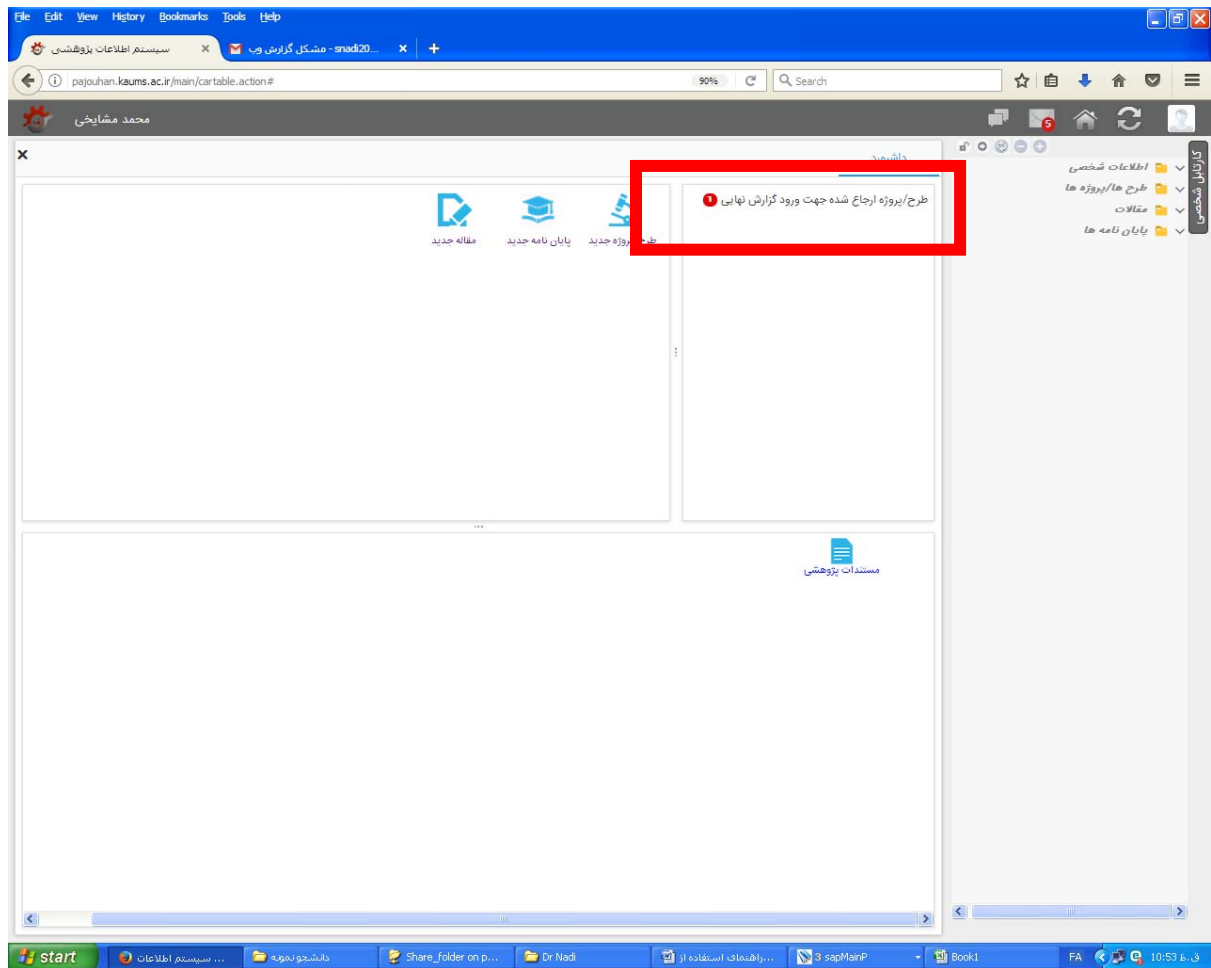 File Edit View History Bookmarks Tools Help
سیستم اطلاعات پژوهشی
مشکل گزارش وب - snadi20...
pajouhan.kaums.ac.ir/main/cartable.action#
90%
Search
محمد مشایخی
5
داشبورد
کارتابل شخصی
اطلاعات شخصی
طرح ها/پروژه ها
مقالات
پایان نامه ها
طرح/پروژه ارجاع شده جهت ورود گزارش نهایی 1
پایان نامه جدید
مقاله جدید
مستندات پژوهشی
start
سیستم اطلاعات ...
دانشجو نمونه
Share_folder on p...
Dr Nadi
راهنمای استفاده از...
3 sapMainP
Book1
FA
10:53 ق.ظ